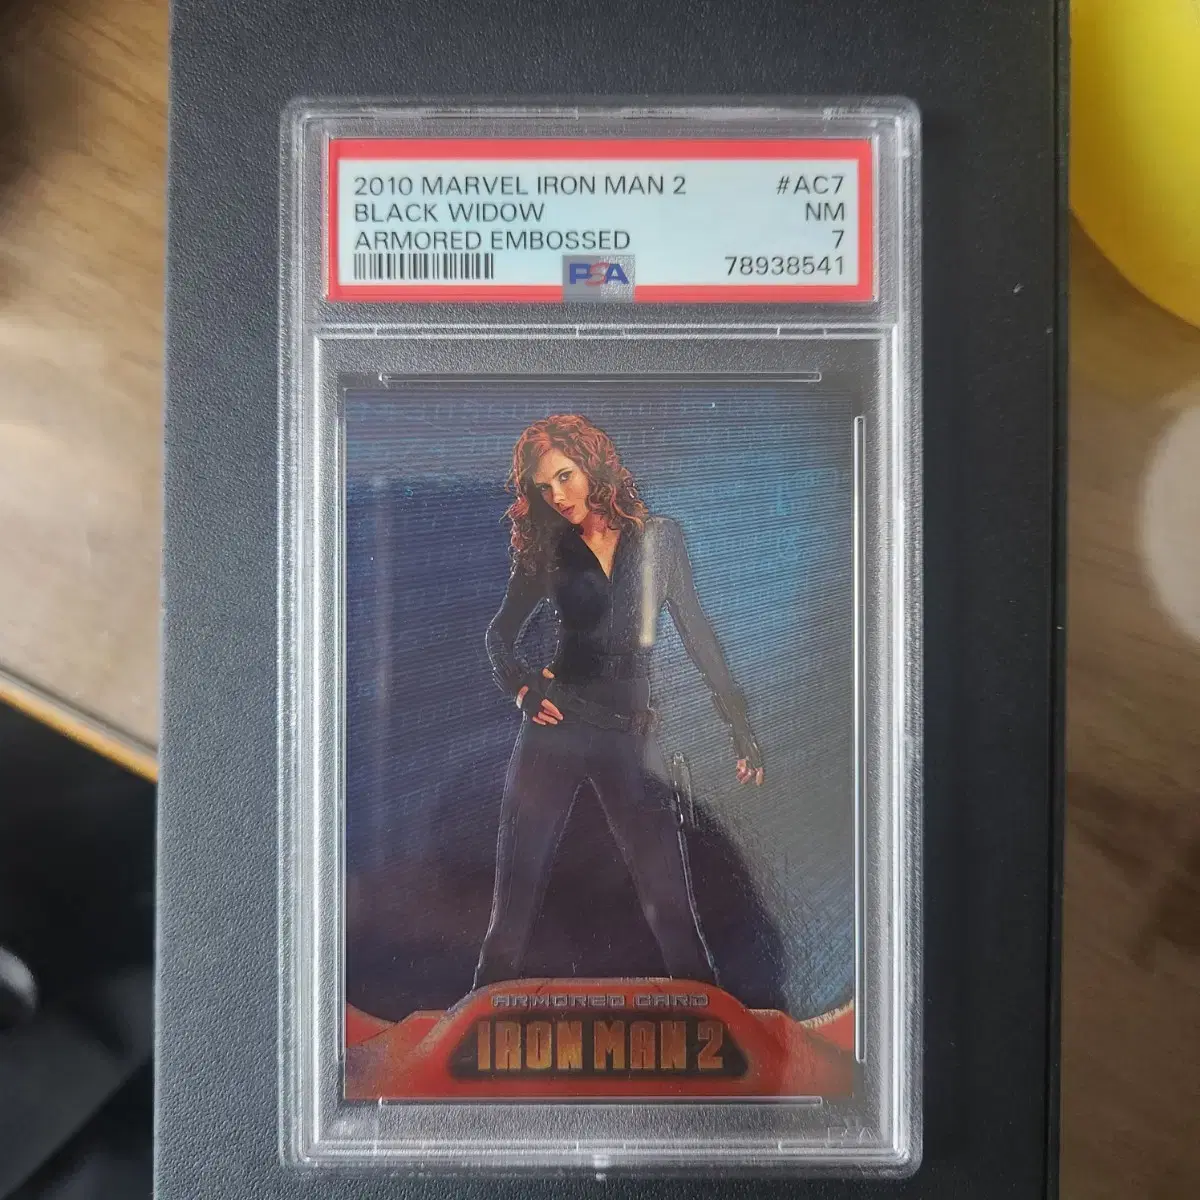 2010 MARVEL IRON MAN 2 #AC7
BLACK WIDOW NM
ARMORED EMBOSSED 7
PSA 78938541
ARMORED CARD
IRON MAN 2